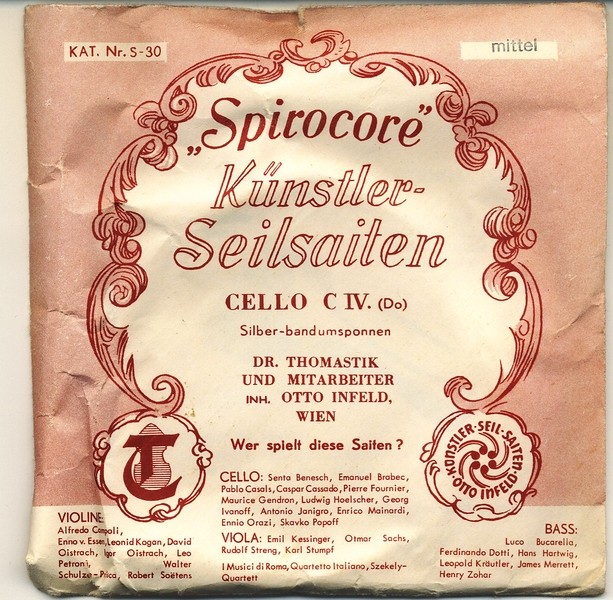 KAT. Nr. S-30
mittel
„Spirocore”
Künstler-
Seilsaiten
CELLO C IV. (Do)
Silber-bandumsponnen
DR. THOMASTIK
UND MITARBEITER
INH. OTTO INFELD,
WIEN
Wer spielt diese Saiten?
T
KÜNSTLER-SEIL-SAITEN
·OTTO INFELD·
CELLO: Senta Benesch, Emanuel Brabec,
Pablo Casals, Caspar Cassado, Pierre Fournier,
Maurice Gendron, Ludwig Hoelscher, Georg
Ivanoff, Antonio Janigro, Enrico Mainardi,
Ennio Orazi, Skavko Popoff
VIOLA: Emil Kessinger, Otmar Sachs,
Rudolf Streng, Karl Stumpf
I Musici di Roma, Quartetto Italiano, Szekely-
Quartett
VIOLINE:
Alfredo Campoli,
Enno v. Essen, Leonid Kogan, David
Oistrach, Igor Oistrach, Leo
Petroni, Walter
Schulze-Prica, Robert Soëtens
BASS:
Luco Bucarella,
Ferdinando Dotti, Hans Hartwig,
Leopold Kräutler, James Merrett,
Henry Zohar